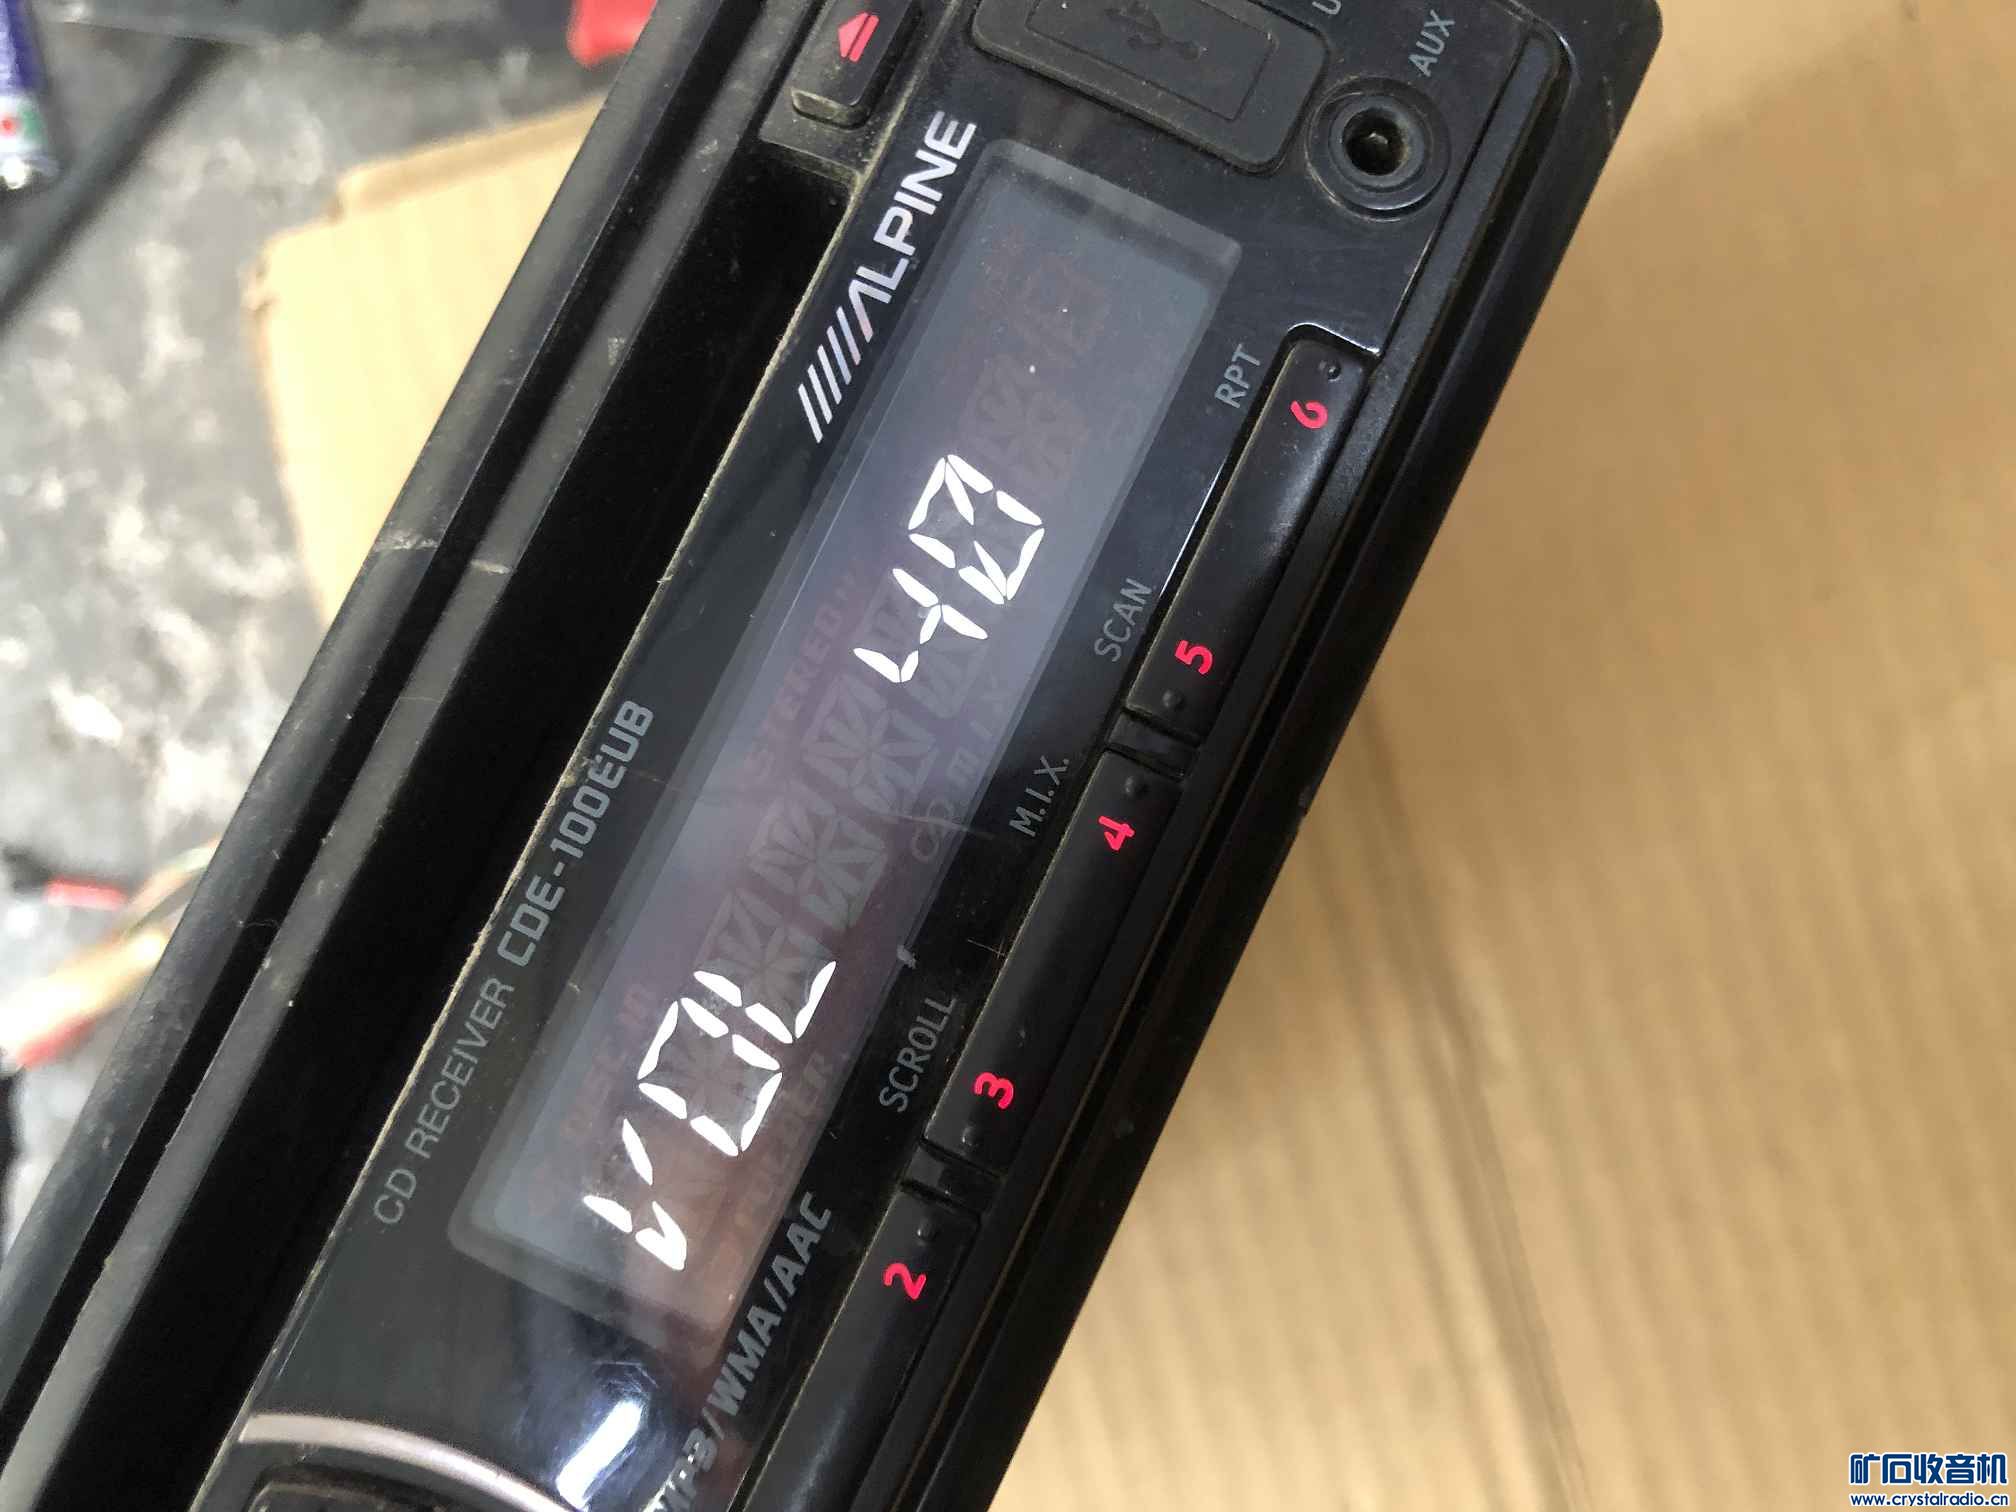 AUX
ALPINE
CD RECEIVER CDE-100EUB
VOL 40
MP3/WMA/AAC
SCROLL
M.I.X.
SCAN
RPT
2
3
4
5
6
矿石收音机
www.crystalradio.cn